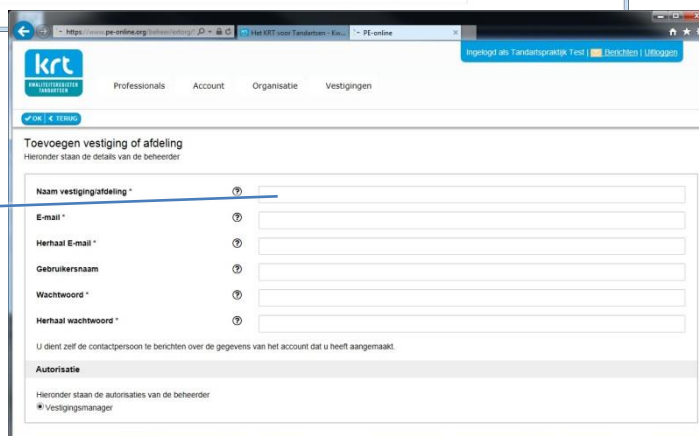 https://www.pe-online.org/beheer/
Het KRT voor Tandartsen - Kie...
PE-online
Ingelogd als Tandartspraktijk Test | Berichten | Uitloggen
krt
KWALITEITSREGISTER
TANDARTSEN
Professionals Account Organisatie Vestigingen
OK TERUG
Toevoegen vestiging of afdeling
Hieronder staan de details van de beheerder
Naam vestiging/afdeling *
E-mail *
Herhaal E-mail *
Gebruikersnaam
Wachtwoord *
Herhaal wachtwoord *
U dient zelf de contactpersoon te berichten over de gegevens van het account dat u heeft aangemaakt.
Autorisatie
Hieronder staan de autorisaties van de beheerder
Vestigingsmanager